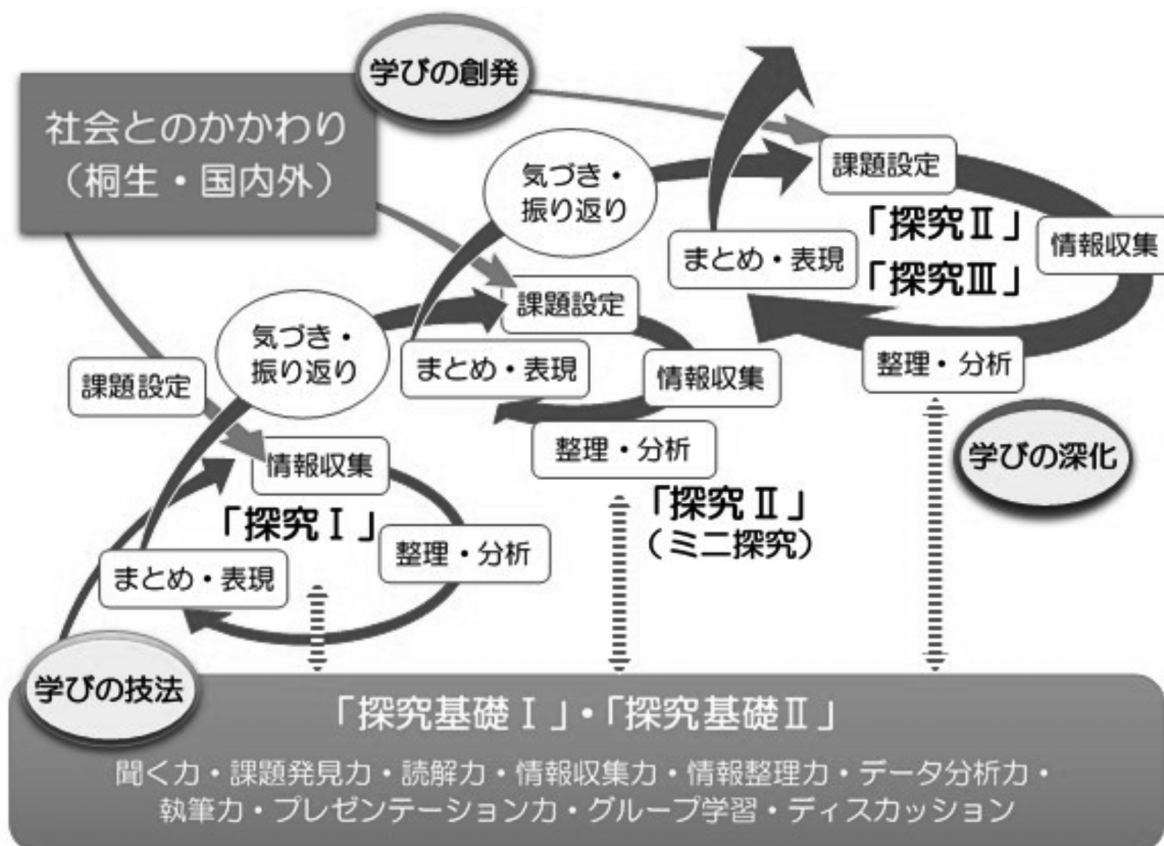 学びの創発
社会とのかかわり
（桐生・国内外）
気づき・
振り返り
課題設定
「探究Ⅱ」
「探究Ⅲ」
情報収集
まとめ・表現
整理・分析
学びの深化
気づき・
振り返り
課題設定
まとめ・表現
情報収集
整理・分析
「探究Ⅱ」
（ミニ探究）
課題設定
情報収集
「探究Ⅰ」
整理・分析
まとめ・表現
学びの技法
「探究基礎Ⅰ」・「探究基礎Ⅱ」
聞く力・課題発見力・読解力・情報収集力・情報整理力・データ分析力・
執筆力・プレゼンテーション力・グループ学習・ディスカッション